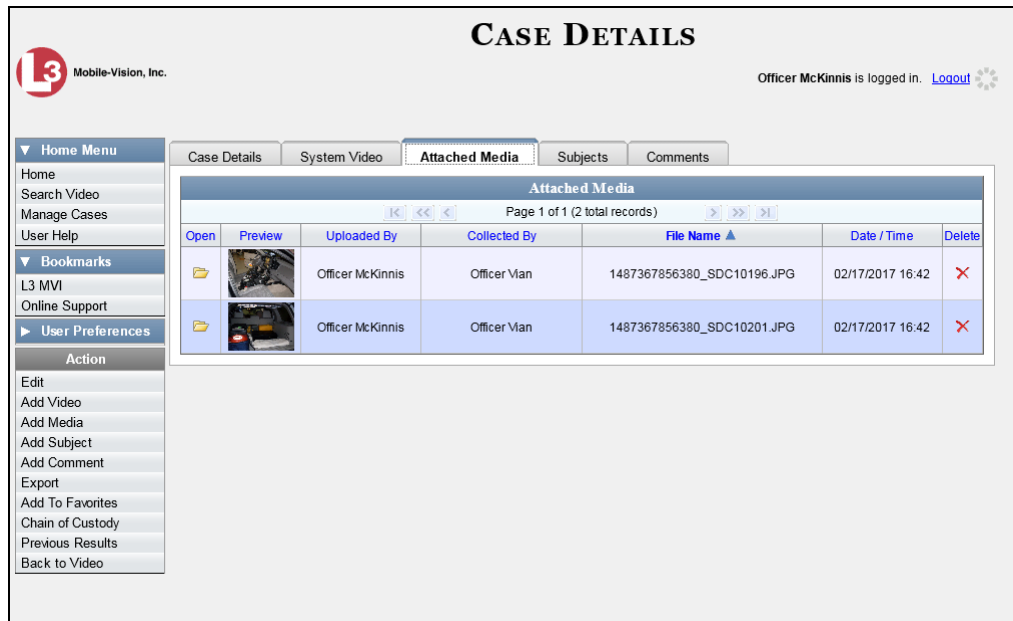 CASE DETAILS
L3 Mobile-Vision, Inc.
Officer McKinnis is logged in. Logout
Home Menu
Home
Search Video
Manage Cases
User Help
Bookmarks
L3 MVI
Online Support
User Preferences
Action
Edit
Add Video
Add Media
Add Subject
Add Comment
Export
Add To Favorites
Chain of Custody
Previous Results
Back to Video
Case Details System Video Attached Media Subjects Comments
Attached Media
Page 1 of 1 (2 total records)
Open Preview Uploaded By Collected By File Name Date / Time Delete
Officer McKinnis Officer Vian 1487367856380_SDC10196.JPG 02/17/2017 16:42
Officer McKinnis Officer Vian 1487367856380_SDC10201.JPG 02/17/2017 16:42